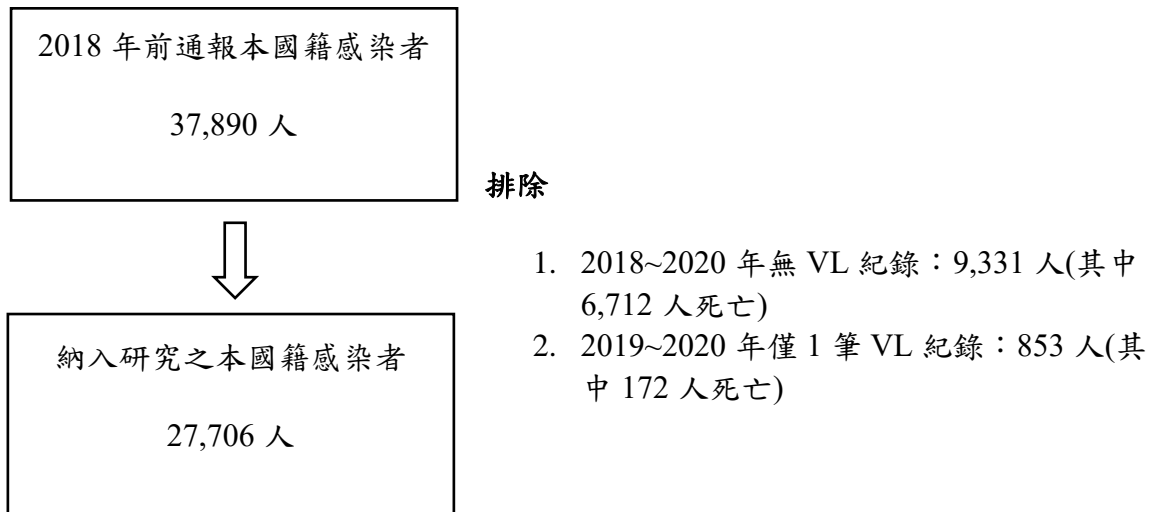 2018 年前通報本國籍感染者
37,890 人
排除
1. 2018~2020 年無 VL 紀錄：9,331 人(其中
6,712 人死亡)
2. 2019~2020 年僅 1 筆 VL 紀錄：853 人(其
中 172 人死亡)
納入研究之本國籍感染者
27,706 人